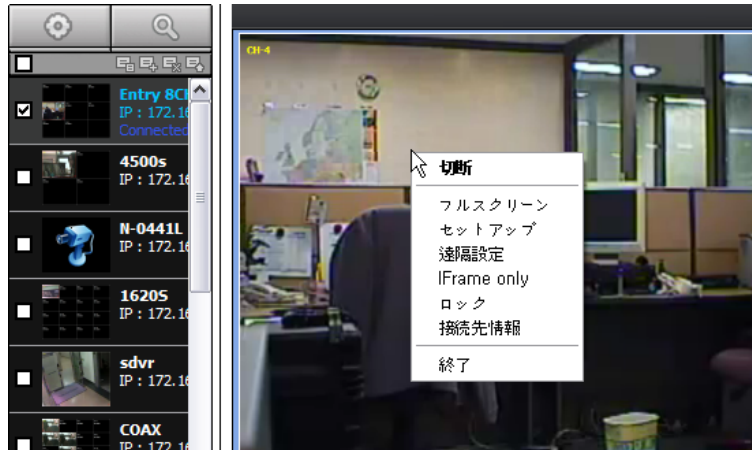 Entry 8C
IP : 172.16
Connected
4500s
IP : 172.16
N-0441L
IP : 172.16
1620S
IP : 172.16
sdvr
IP : 172.16
COAX
IP : 172.16
CH-4
切断
フルスクリーン
セットアップ
遠隔設定
IFrame only
ロック
接続先情報
終了